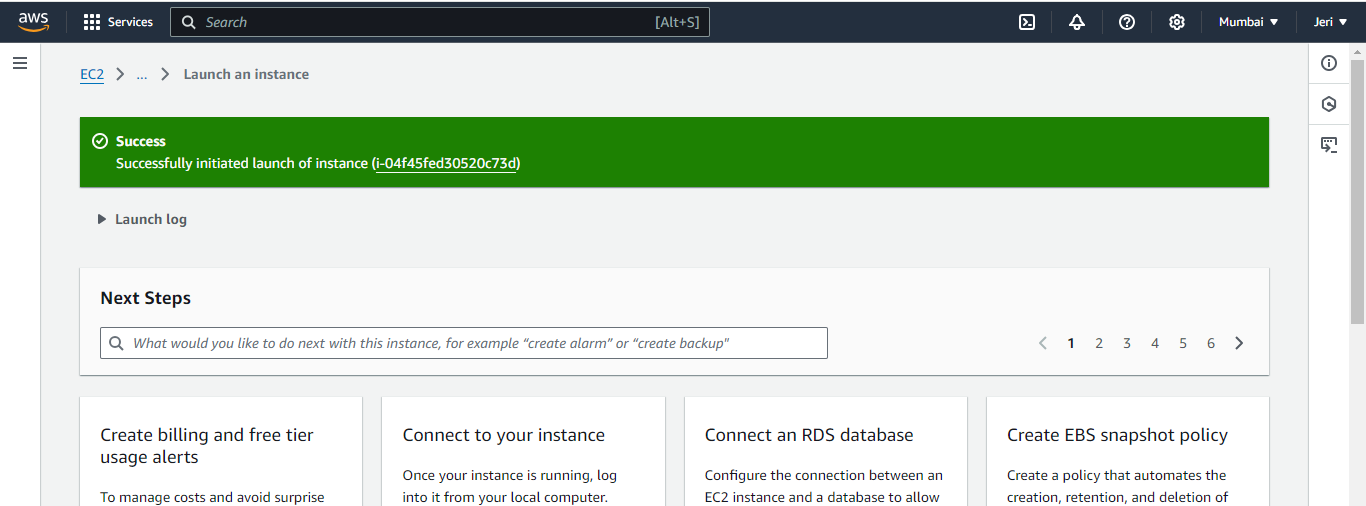 aws Services Search [Alt+S] Mumbai Jeri
EC2 ... Launch an instance
Success
Successfully initiated launch of instance (i-04f45fed30520c73d)
Launch log
Next Steps
What would you like to do next with this instance, for example “create alarm” or “create backup"
1 2 3 4 5 6
Create billing and free tier
usage alerts
To manage costs and avoid surprise
Connect to your instance
Once your instance is running, log
into it from your local computer.
Connect an RDS database
Configure the connection between an
EC2 instance and a database to allow
Create EBS snapshot policy
Create a policy that automates the
creation, retention, and deletion of